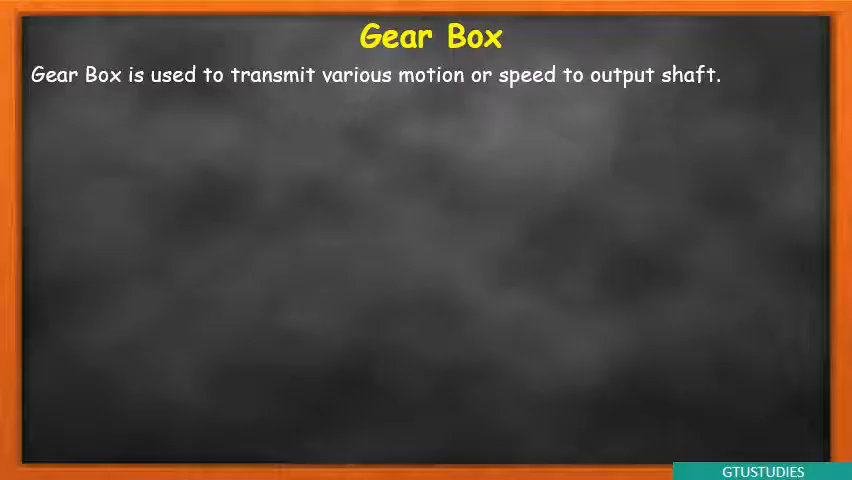 Gear Box
Gear Box is used to transmit various motion or speed to output shaft.
GTUSTUDIES